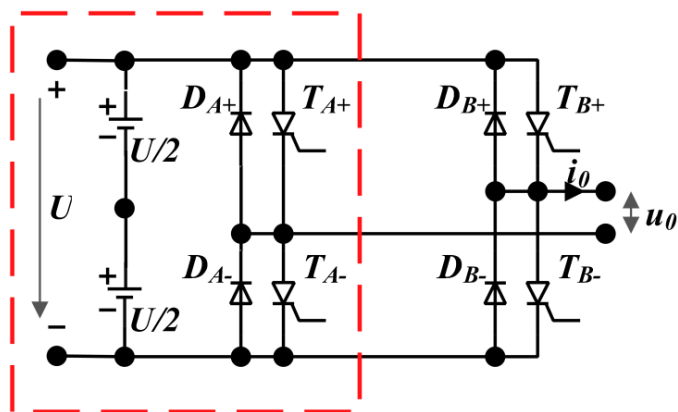 +
D_A+ T_A+ D_B+ T_B+
+
−
U/2
i_0
U
u_0
D_A- T_A- D_B- T_B-
+
−
U/2
−